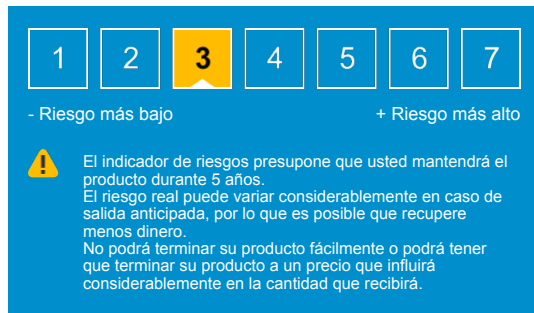 1 2 3 4 5 6 7
- Riesgo más bajo + Riesgo más alto
El indicador de riesgos presupone que usted mantendrá el
producto durante 5 años.
El riesgo real puede variar considerablemente en caso de
salida anticipada, por lo que es posible que recupere
menos dinero.
No podrá terminar su producto fácilmente o podrá tener
que terminar su producto a un precio que influirá
considerablemente en la cantidad que recibirá.